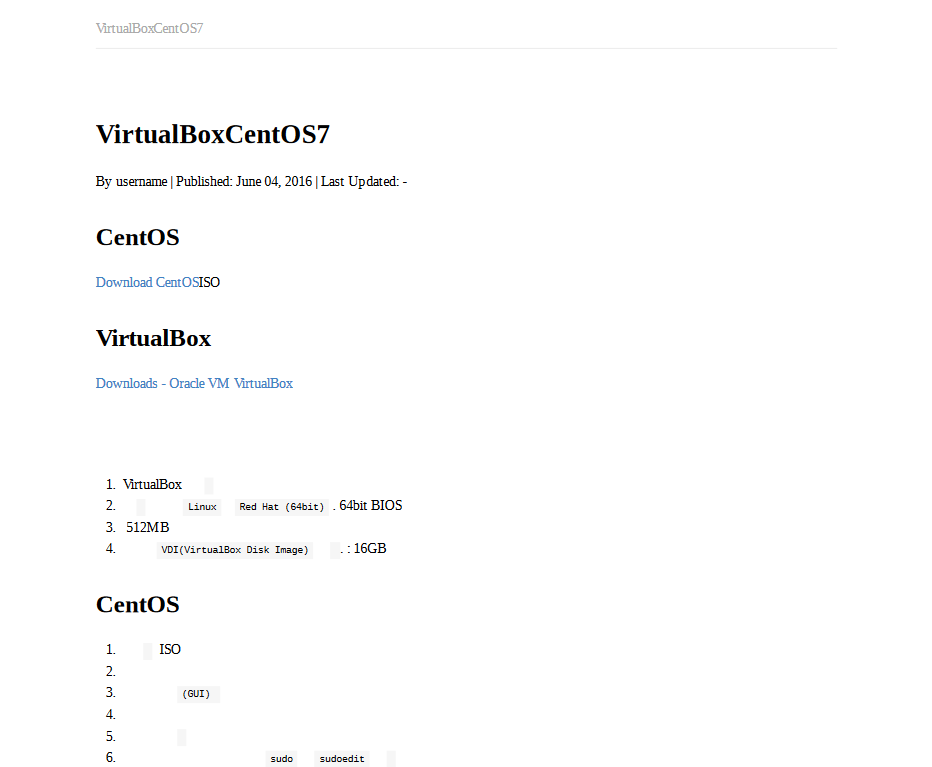 VirtualBoxCentOS7
VirtualBoxCentOS7
By username | Published: June 04, 2016 | Last Updated: -
CentOS
Download CentOSISO
VirtualBox
Downloads - Oracle VM VirtualBox
1. VirtualBox
2. Linux Red Hat (64bit) . 64bit BIOS
3. 512MB
4. VDI(VirtualBox Disk Image) . : 16GB
CentOS
1. ISO
2.
3. (GUI)
4.
5.
6. sudo sudoedit